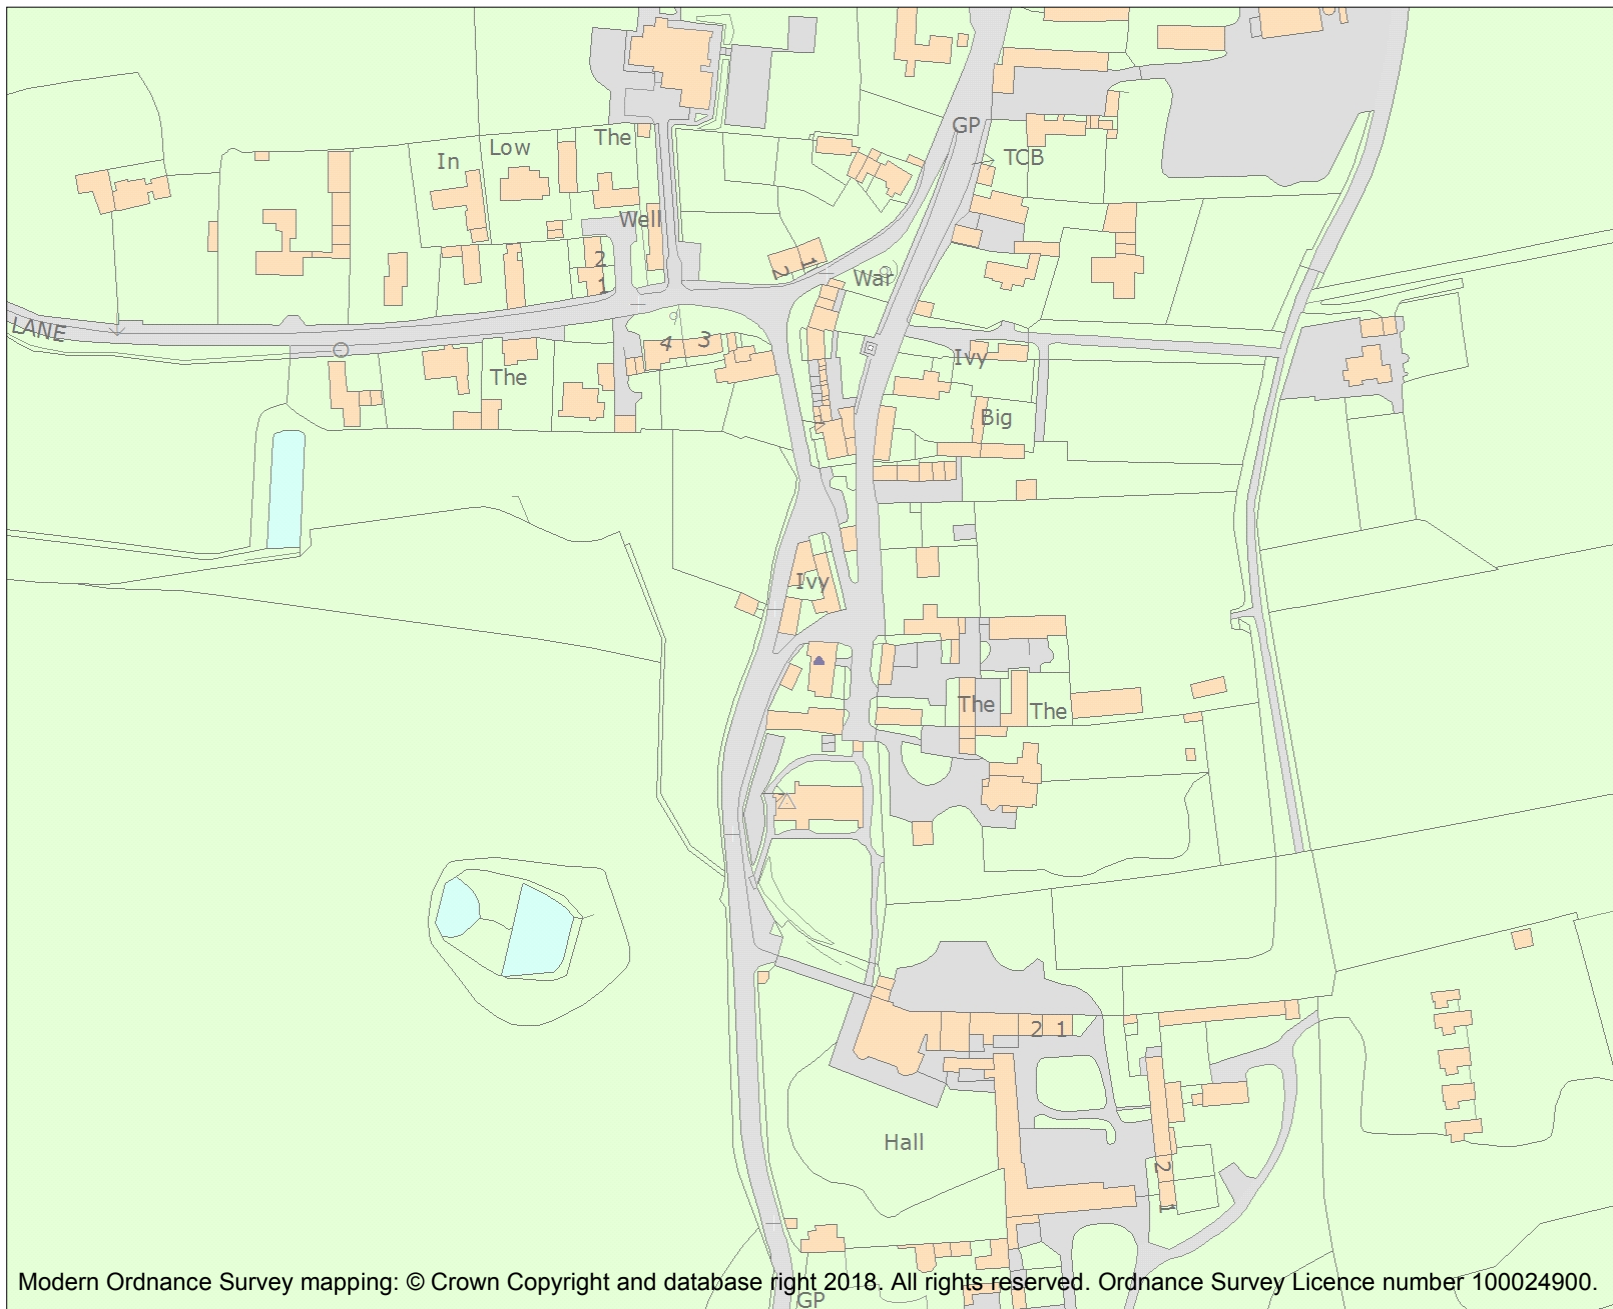 GP
The
Low
TCB
In
Well
2
1
1
2
War
LANE
4 3
Ivy
The
Big
Ivy
The
The
2 1
Hall
2
1
Modern Ordnance Survey mapping: © Crown Copyright and database right 2018. All rights reserved. Ordnance Survey Licence number 100024900.
GP